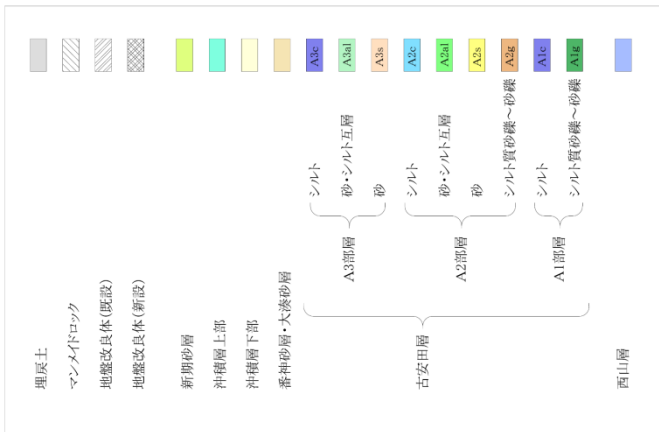 埋戻土
マンメイドロック
地盤改良体(既設)
地盤改良体(新設)
新期砂層
沖積層上部
沖積層下部
番神砂層・大湊砂層
古安田層
A3部層
シルト A3c
砂・シルト互層 A3al
砂 A3s
A2部層
シルト A2c
砂・シルト互層 A2al
砂 A2s
シルト質砂礫~砂礫 A2g
A1部層
シルト A1c
シルト質砂礫~砂礫 A1g
西山層